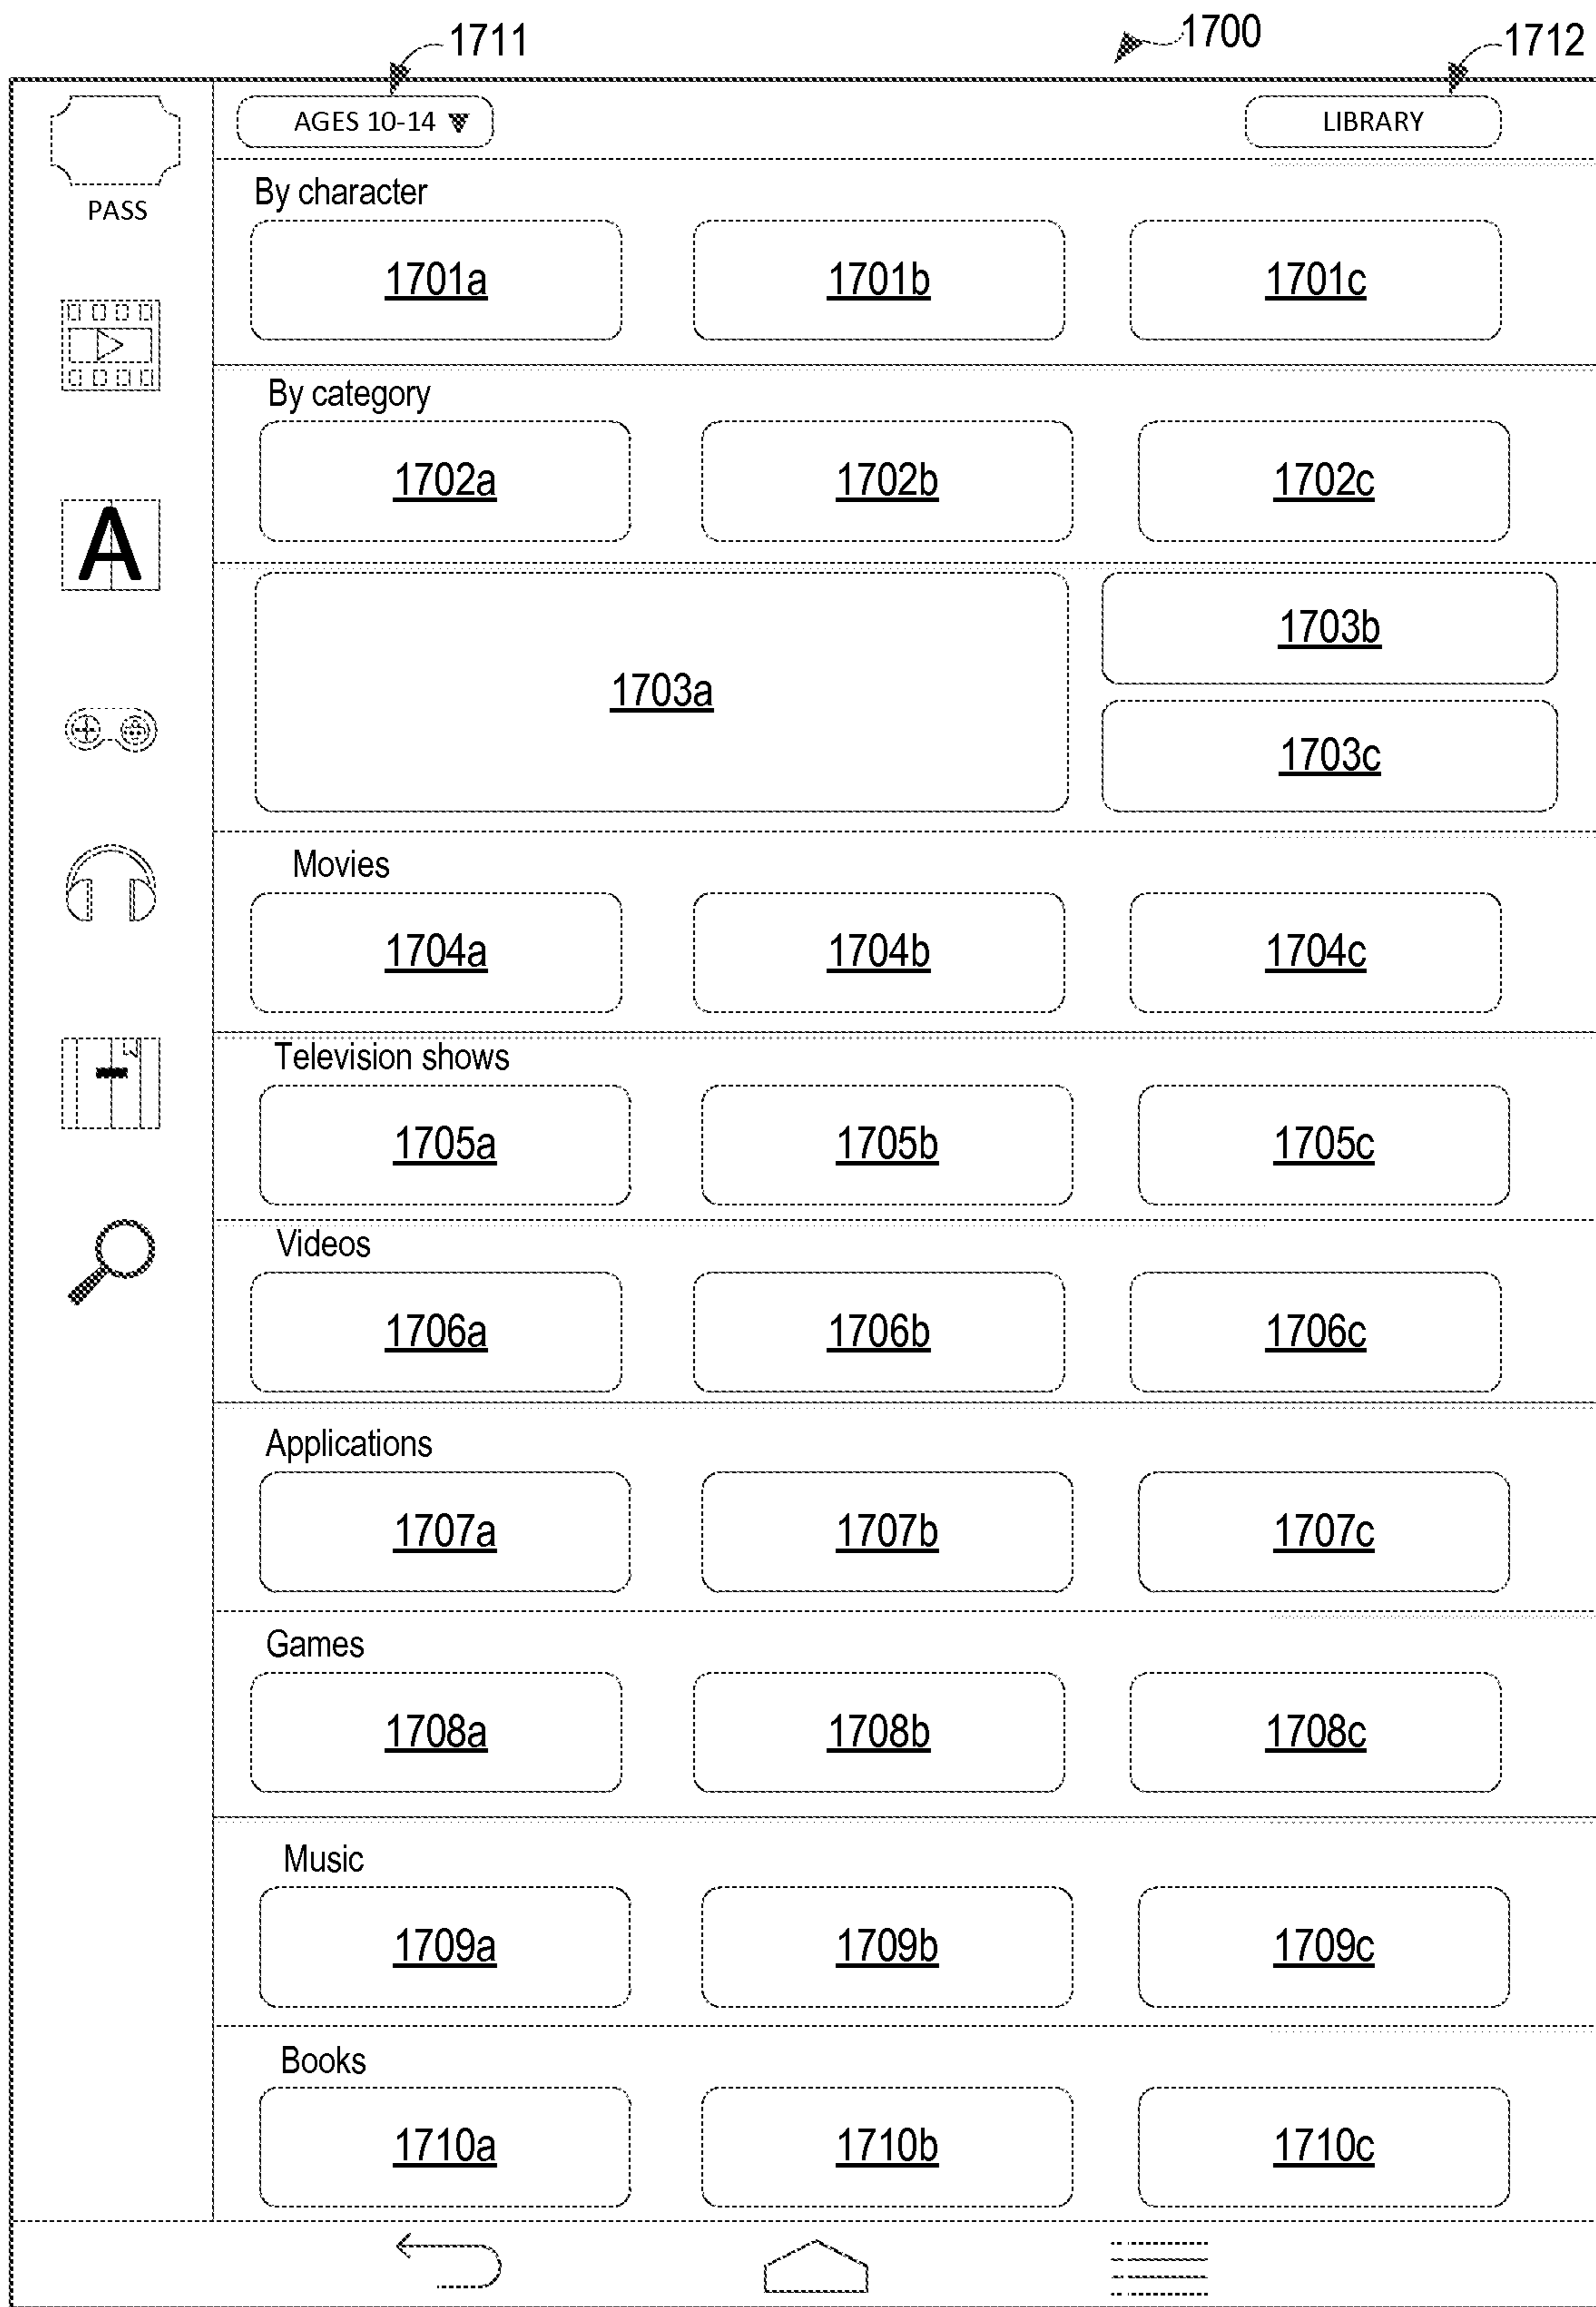 1711 1700 1712
AGES 10-14 LIBRARY
PASS
By character
1701a 1701b 1701c
By category
1702a 1702b 1702c
A
1703a
1703b
1703c
Movies
1704a 1704b 1704c
Television shows
1705a 1705b 1705c
Videos
1706a 1706b 1706c
Applications
1707a 1707b 1707c
Games
1708a 1708b 1708c
Music
1709a 1709b 1709c
Books
1710a 1710b 1710c